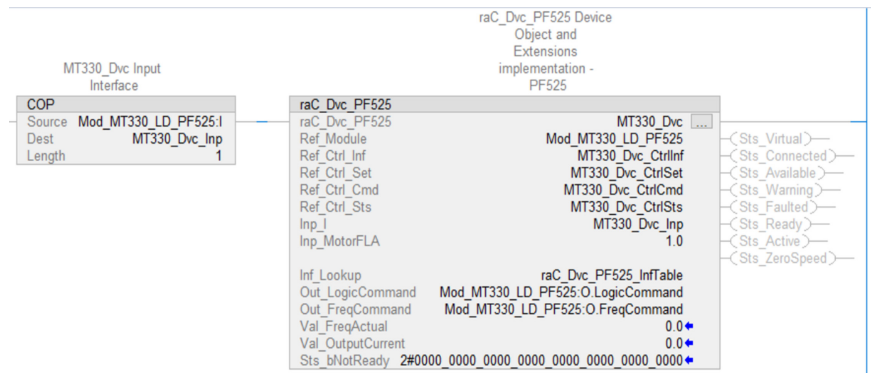 raC_Dvc_PF525 Device
Object and
Extensions
implementation -
PF525
MT330_Dvc Input
Interface
COP
Source Mod_MT330_LD_PF525:I
Dest MT330_Dvc_Inp
Length 1
raC_Dvc_PF525
raC_Dvc_PF525 MT330_Dvc ...
Ref_Module Mod_MT330_LD_PF525
Ref_Ctrl_Inf MT330_Dvc_CtrlInf
Ref_Ctrl_Set MT330_Dvc_CtrlSet
Ref_Ctrl_Cmd MT330_Dvc_CtrlCmd
Ref_Ctrl_Sts MT330_Dvc_CtrlSts
Inp_I MT330_Dvc_Inp
Inp_MotorFLA 1.0
Inf_Lookup raC_Dvc_PF525_InfTable
Out_LogicCommand Mod_MT330_LD_PF525:O.LogicCommand
Out_FreqCommand Mod_MT330_LD_PF525:O.FreqCommand
Val_FreqActual 0.0
Val_OutputCurrent 0.0
Sts_bNotReady 2#0000_0000_0000_0000_0000_0000_0000_0000
Sts_Virtual
Sts_Connected
Sts_Available
Sts_Warning
Sts_Faulted
Sts_Ready
Sts_Active
Sts_ZeroSpeed